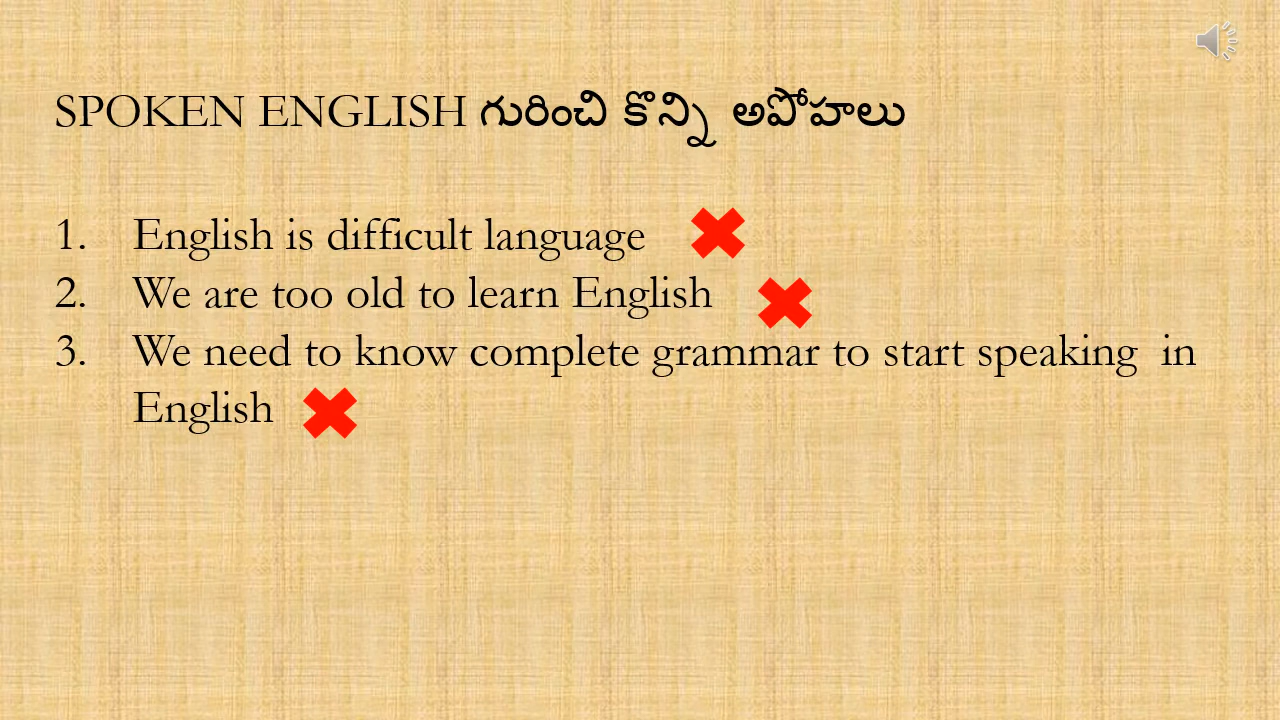 SPOKEN ENGLISH గురించి కొన్ని అపోహలు
1. English is difficult language
2. We are too old to learn English
3. We need to know complete grammar to start speaking in
English